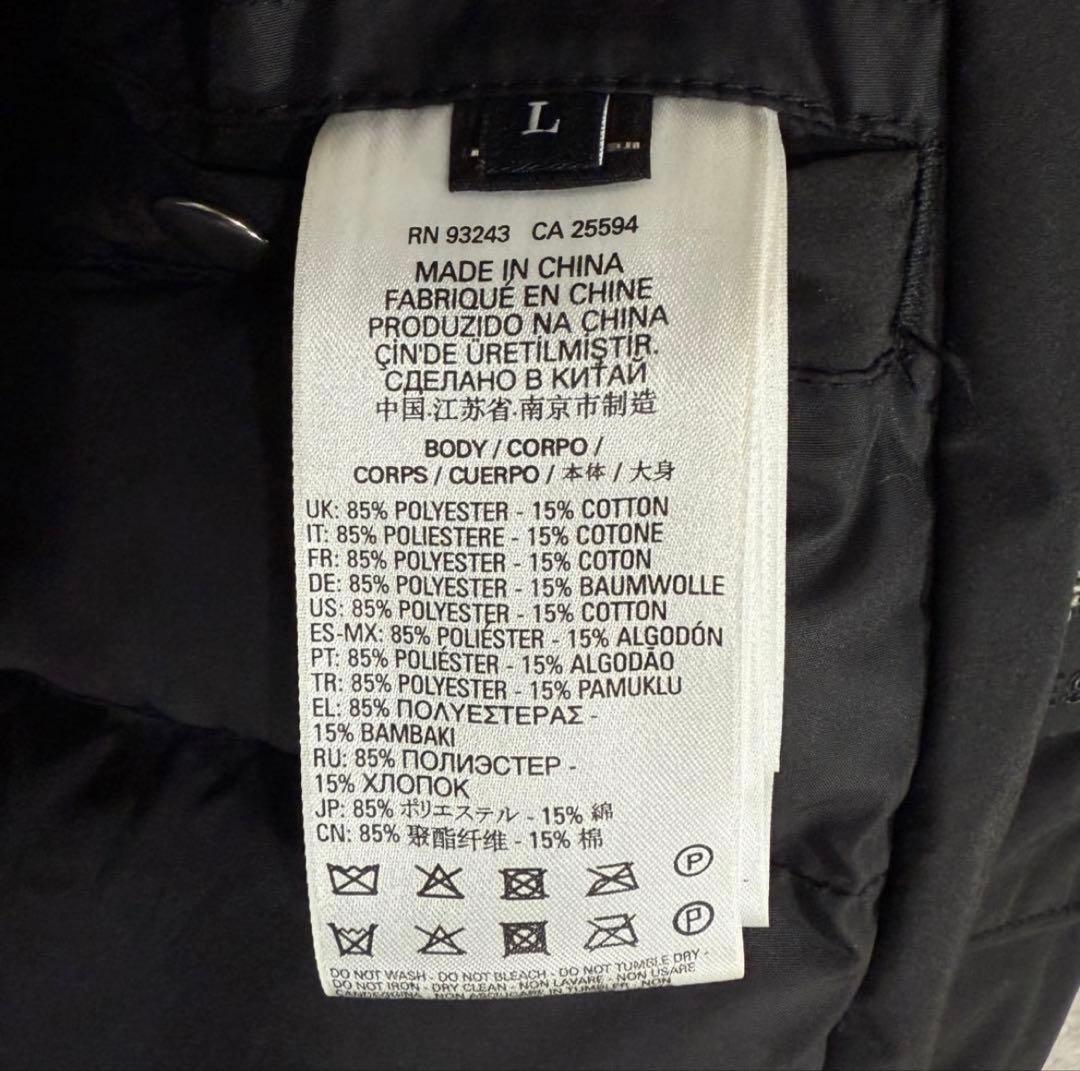 L
RN 93243 CA 25594
MADE IN CHINA
FABRIQUÉ EN CHINE
PRODUZIDO NA CHINA
ÇİN'DE ÜRETİLMİŞTİR.
СДЕЛАНО В КИТАЙ
中国.江苏省.南京市制造
BODY / CORPO /
CORPS / CUERPO / 本体 / 大身
UK: 85% POLYESTER - 15% COTTON
IT: 85% POLIESTERE - 15% COTONE
FR: 85% POLYESTER - 15% COTON
DE: 85% POLYESTER - 15% BAUMWOLLE
US: 85% POLYESTER - 15% COTTON
ES-MX: 85% POLIÉSTER - 15% ALGODÓN
PT: 85% POLIÉSTER - 15% ALGODÃO
TR: 85% POLYESTER - 15% PAMUKLU
EL: 85% ΠΟΛΥΕΣΤΕΡΑΣ -
15% BAMBAKI
RU: 85% ПОЛИЭСТЕР -
15% ХЛОПОК
JP: 85% ポリエステル - 15% 綿
CN: 85% 聚酯纤维 - 15% 棉
P
P
DO NOT WASH - DO NOT BLEACH - DO NOT TUMBLE DRY -
DO NOT IRON - DRY CLEAN - NON LAVARE - NON USARE
CANDEGGINA - NON ASCIUGARE IN TUMBLER - NON